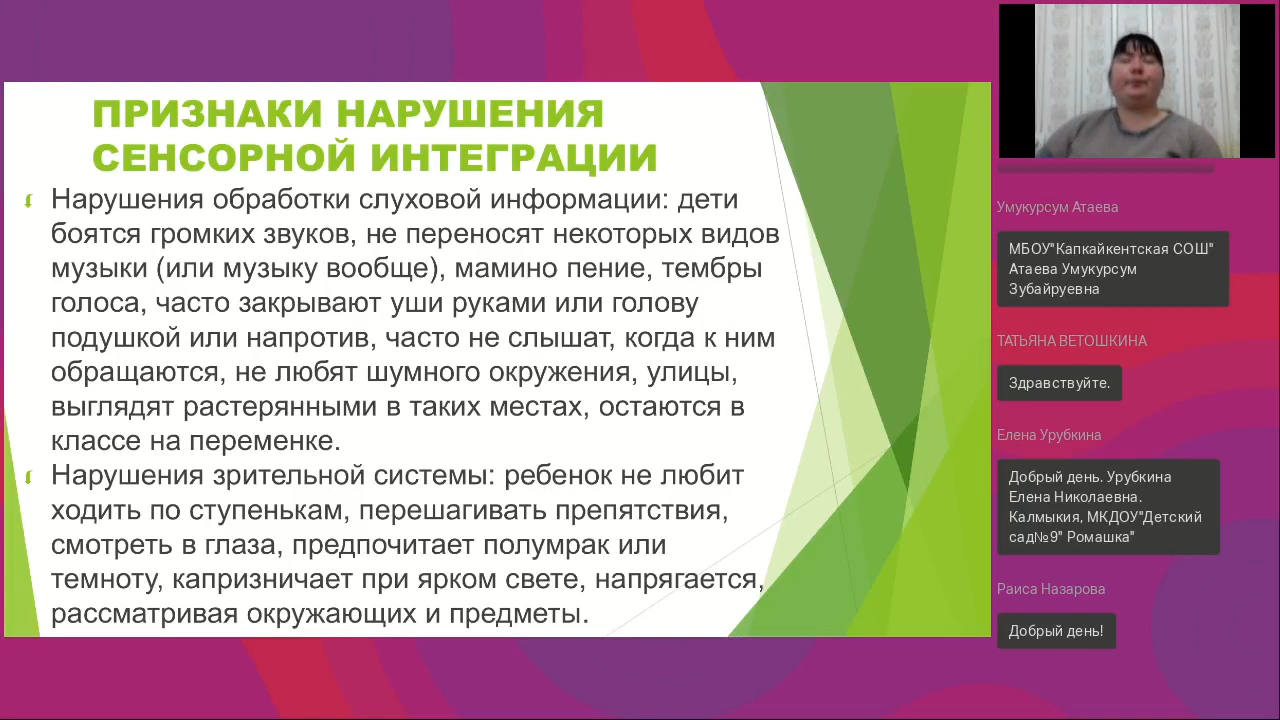 ПРИЗНАКИ НАРУШЕНИЯ
СЕНСОРНОЙ ИНТЕГРАЦИИ
Нарушения обработки слуховой информации: дети
боятся громких звуков, не переносят некоторых видов
музыки (или музыку вообще), мамино пение, тембры
голоса, часто закрывают уши руками или голову
подушкой или напротив, часто не слышат, когда к ним
обращаются, не любят шумного окружения, улицы,
выглядят растерянными в таких местах, остаются в
классе на переменке.
Нарушения зрительной системы: ребенок не любит
ходить по ступенькам, перешагивать препятствия,
смотреть в глаза, предпочитает полумрак или
темноту, капризничает при ярком свете, напрягается,
рассматривая окружающих и предметы.
Умукурсум Атаева
МБОУ"Капкайкентская СОШ"
Атаева Умукурсум
Зубайруевна
ТАТЬЯНА ВЕТОШКИНА
Здравствуйте.
Елена Урубкина
Добрый день. Урубкина
Елена Николаевна.
Калмыкия, МКДОУ"Детский
сад№9" Ромашка"
Раиса Назарова
Добрый день!